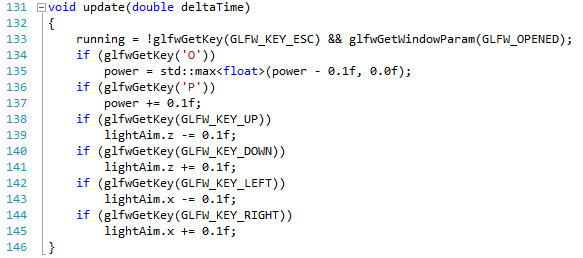 131 void update(double deltaTime)
132 {
133     running = !glfwGetKey(GLFW_KEY_ESC) && glfwGetWindowParam(GLFW_OPENED);
134     if (glfwGetKey('O'))
135         power = std::max<float>(power - 0.1f, 0.0f);
136     if (glfwGetKey('P'))
137         power += 0.1f;
138     if (glfwGetKey(GLFW_KEY_UP))
139         lightAim.z -= 0.1f;
140     if (glfwGetKey(GLFW_KEY_DOWN))
141         lightAim.z += 0.1f;
142     if (glfwGetKey(GLFW_KEY_LEFT))
143         lightAim.x -= 0.1f;
144     if (glfwGetKey(GLFW_KEY_RIGHT))
145         lightAim.x += 0.1f;
146 }